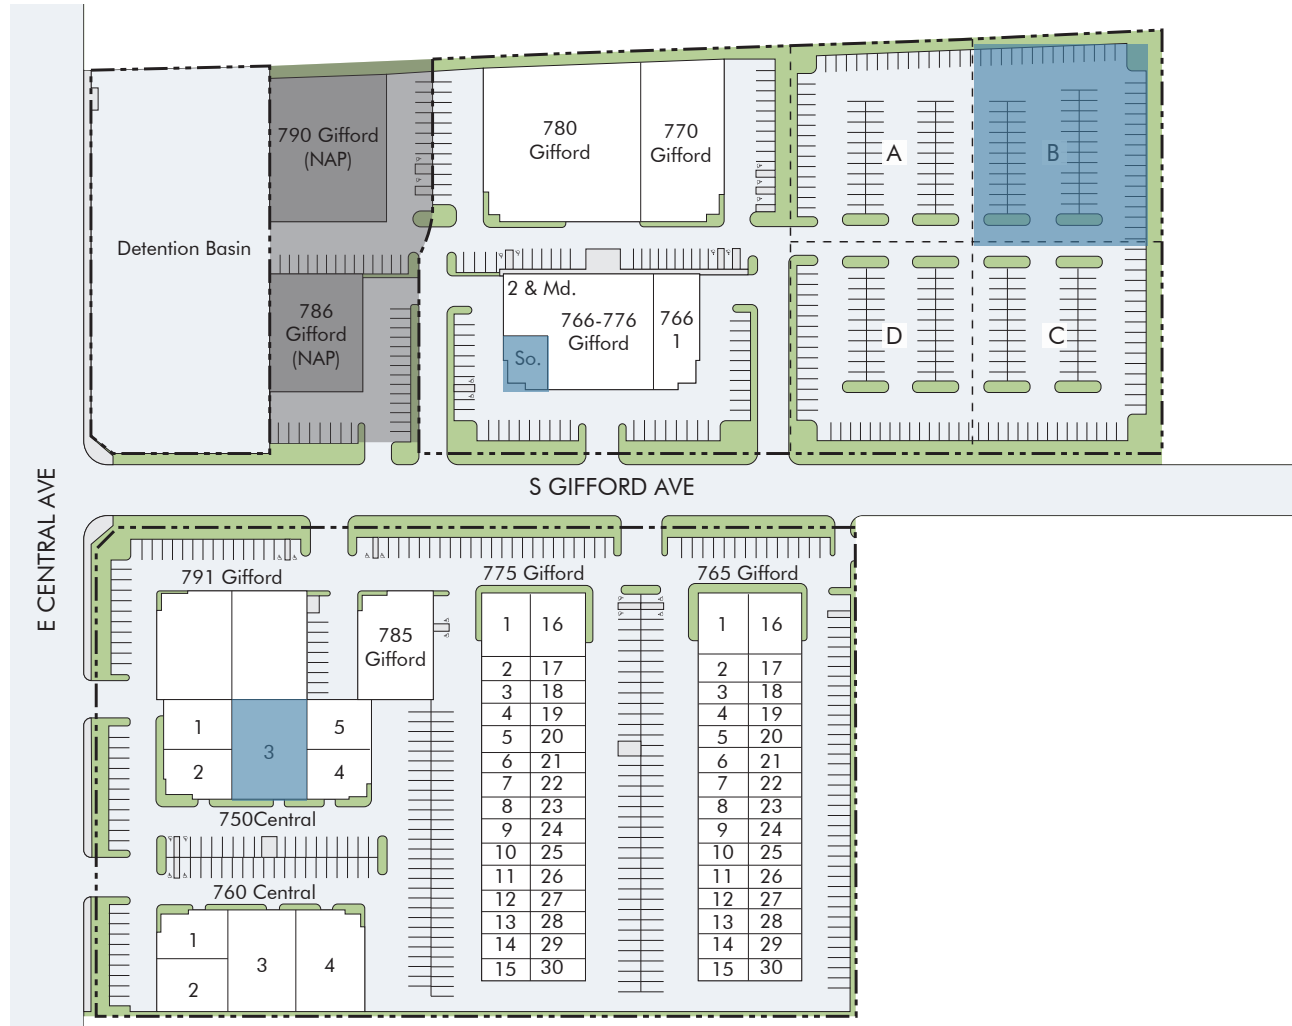 790 Gifford
(NAP)
780
Gifford
770
Gifford
A
B
Detention Basin
2 & Md.
786
Gifford
(NAP)
766-776
Gifford
766
1
So.
D
C
S GIFFORD AVE
E CENTRAL AVE
791 Gifford
775 Gifford
765 Gifford
785
Gifford
1
2
3
5
4
750Central
760 Central
1
2
3
4
1 16
2 17
3 18
4 19
5 20
6 21
7 22
8 23
9 24
10 25
11 26
12 27
13 28
14 29
15 30
1 16
2 17
3 18
4 19
5 20
6 21
7 22
8 23
9 24
10 25
11 26
12 27
13 28
14 29
15 30